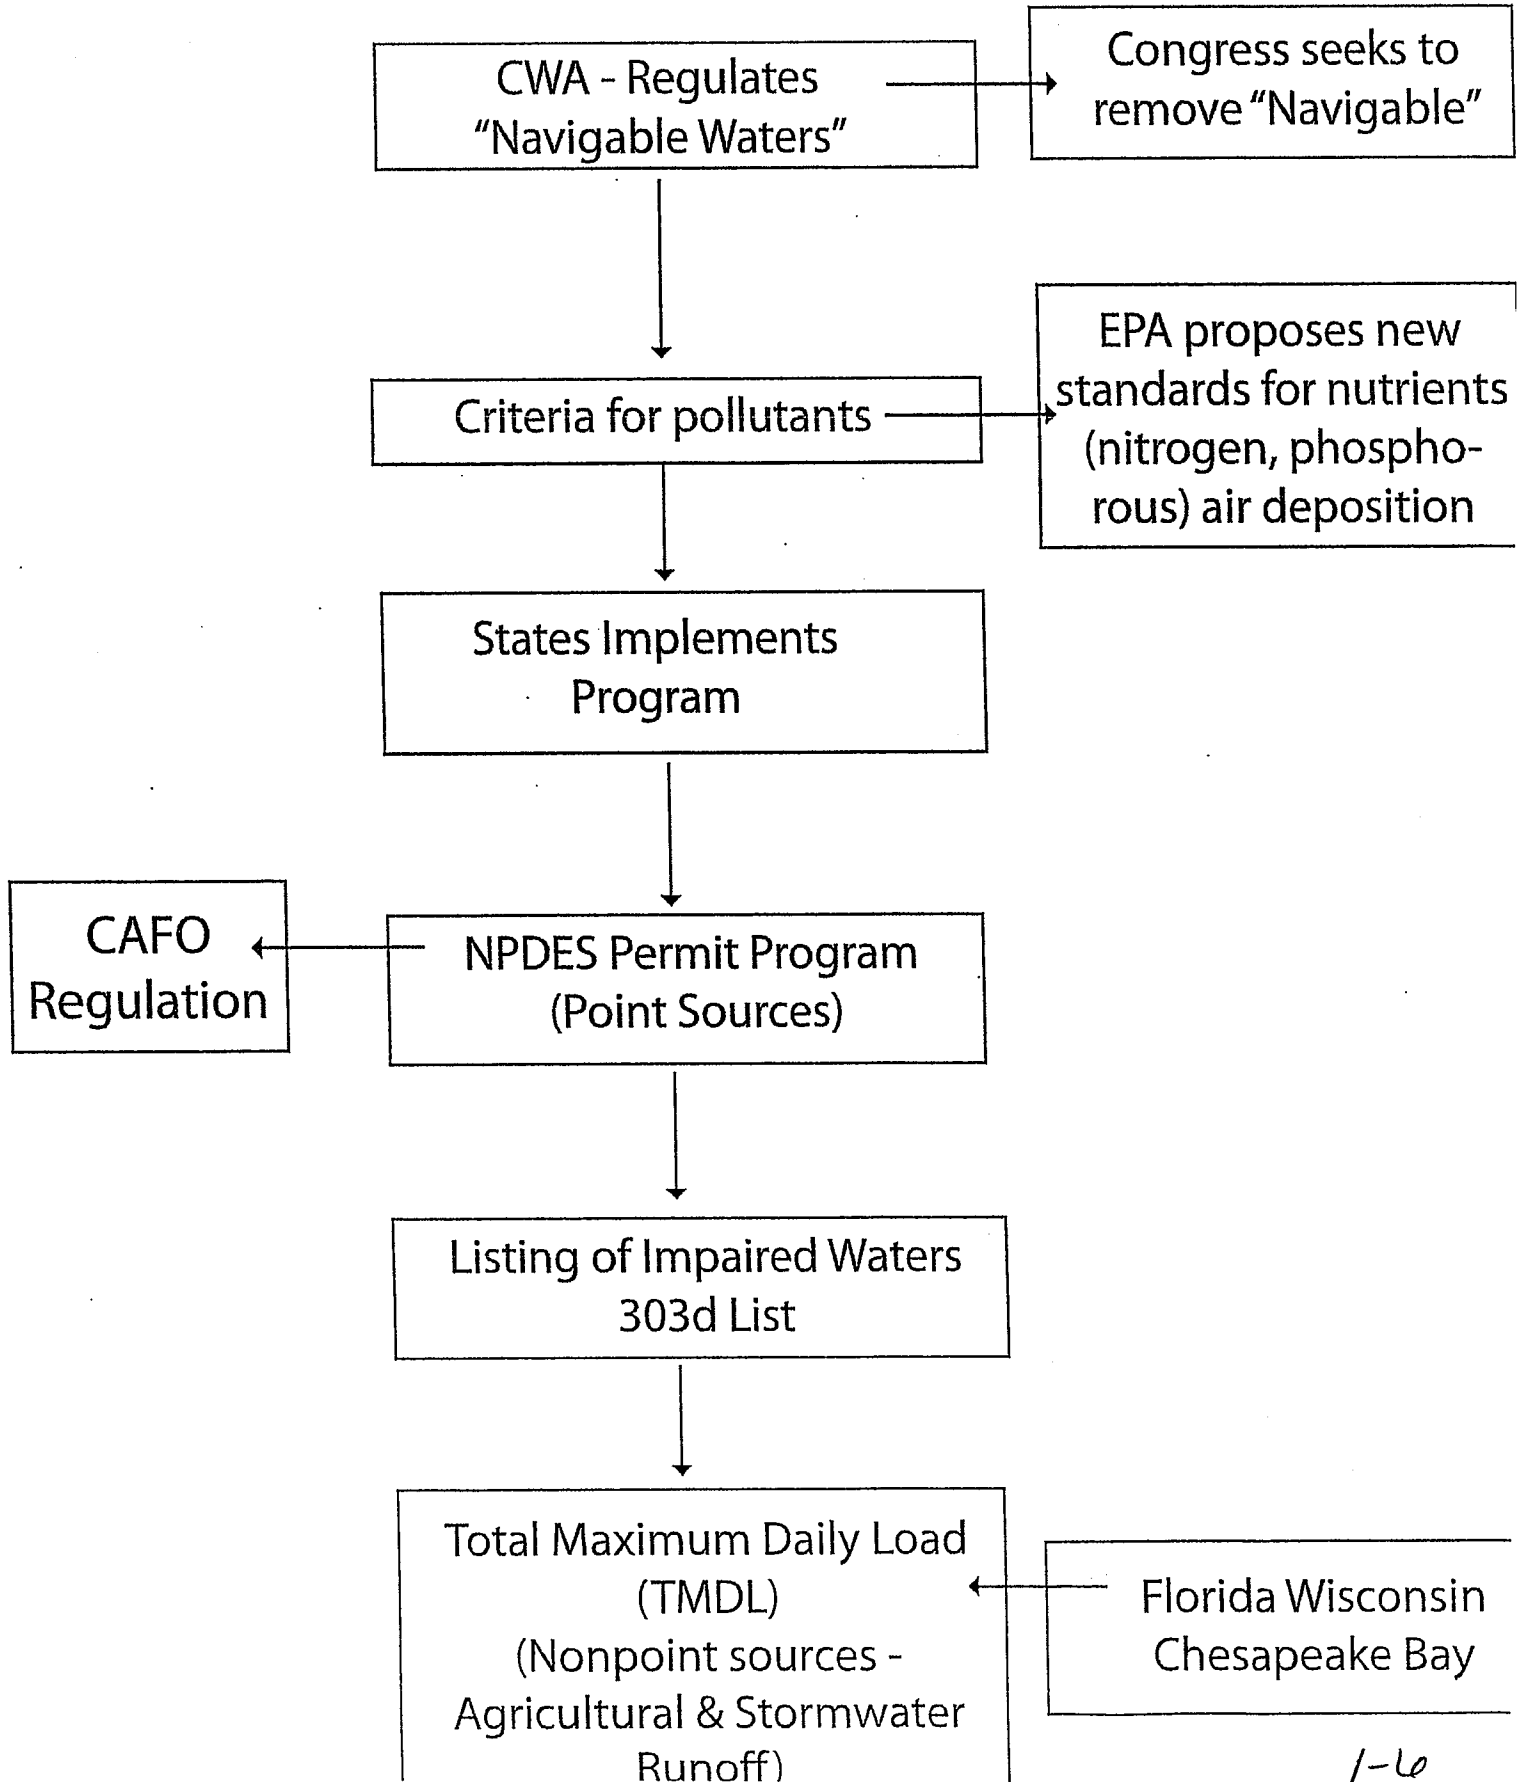 CWA - Regulates
“Navigable Waters”
Congress seeks to
remove “Navigable”
Criteria for pollutants
EPA proposes new
standards for nutrients
(nitrogen, phospho-
rous) air deposition
States Implements
Program
CAFO
Regulation
NPDES Permit Program
(Point Sources)
Listing of Impaired Waters
303d List
Total Maximum Daily Load
(TMDL)
(Nonpoint sources -
Agricultural & Stormwater
Runoff)
Florida Wisconsin
Chesapeake Bay
1-6